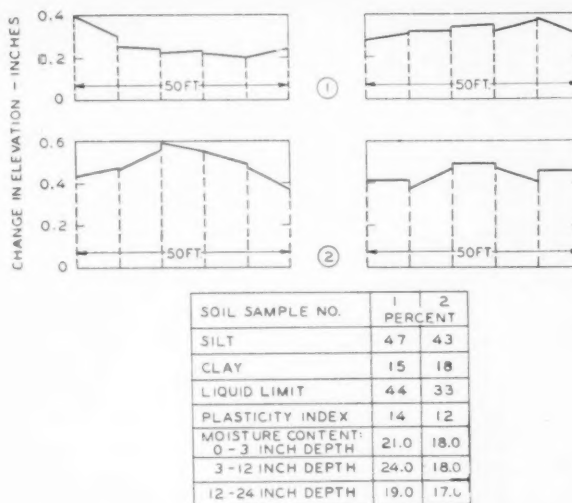 CHANGE IN ELEVATION - INCHES
0.4
0.2
0
50FT
1
50FT.
0.6
0.4
0.2
0
50FT
2
50FT
SOIL SAMPLE NO. 1 2
PERCENT
SILT 47 43
CLAY 15 18
LIQUID LIMIT 44 33
PLASTICITY INDEX 14 12
MOISTURE CONTENT:
0-3 INCH DEPTH 21.0 18.0
3-12 INCH DEPTH 24.0 18.0
12-24 INCH DEPTH 19.0 17.0